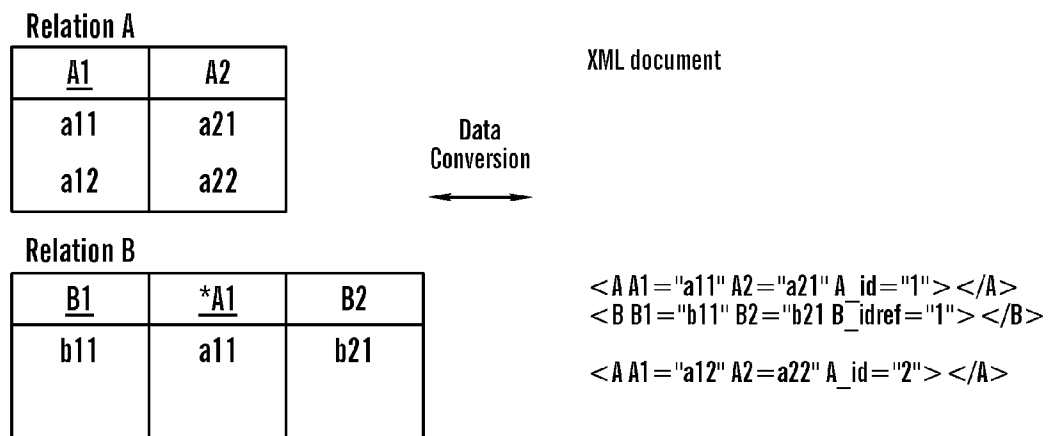 Relation A
A1 A2
a11 a21
a12 a22
Relation B
B1 *A1 B2
b11 a11 b21
Data
Conversion
XML document
<A A1="a11" A2="a21" A_id="1"></A>
<B B1="b11" B2="b21 B_idref="1"></B>
<A A1="a12" A2=a22" A_id="2"></A>